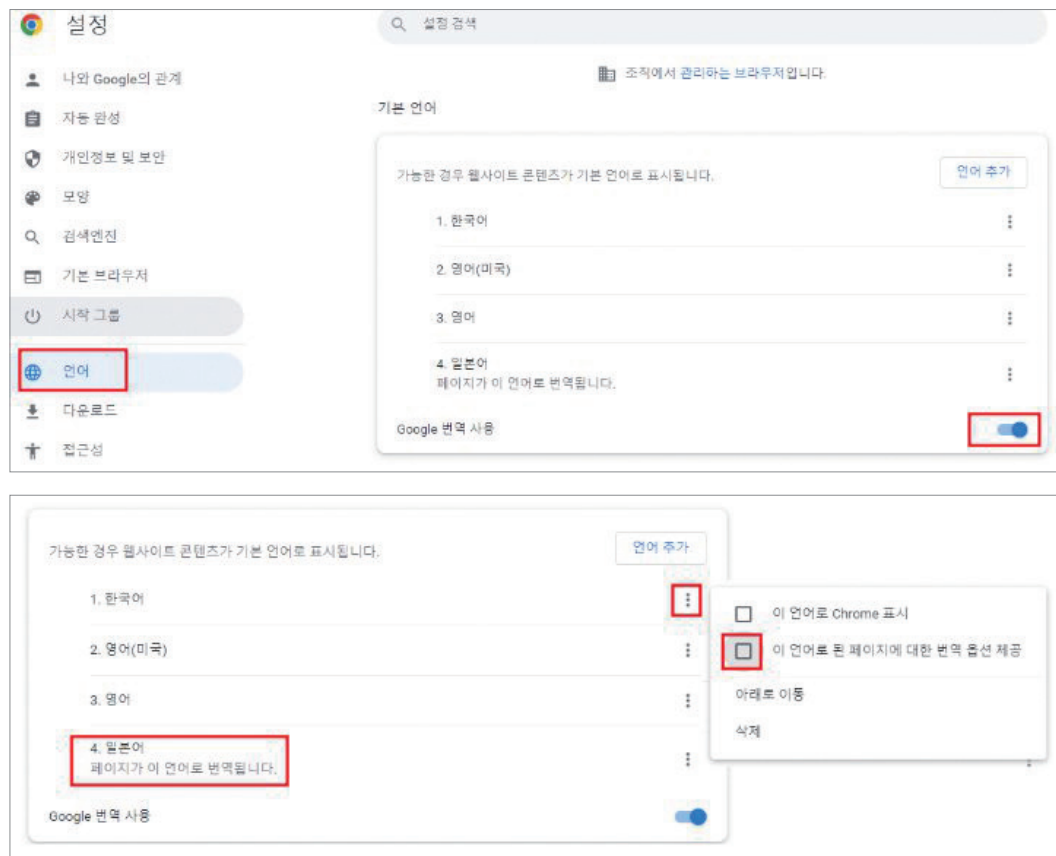 설정
설정 검색
나와 Google의 관계
자동 완성
개인정보 및 보안
모양
검색엔진
기본 브라우저
시작 그룹
언어
다운로드
접근성
조직에서 관리하는 브라우저입니다
기본 언어
가능한 경우 웹사이트 콘텐츠가 기본 언어로 표시됩니다.
언어 추가
1. 한국어
2. 영어(미국)
3. 영어
4. 일본어
페이지가 이 언어로 번역됩니다.
Google 번역 사용
가능한 경우 웹사이트 콘텐츠가 기본 언어로 표시됩니다.
언어 추가
1. 한국어
2. 영어(미국)
3. 영어
4. 일본어
페이지가 이 언어로 번역됩니다.
Google 번역 사용
이 언어로 Chrome 표시
이 언어로 된 페이지에 대한 번역 옵션 제공
아래로 이동
삭제